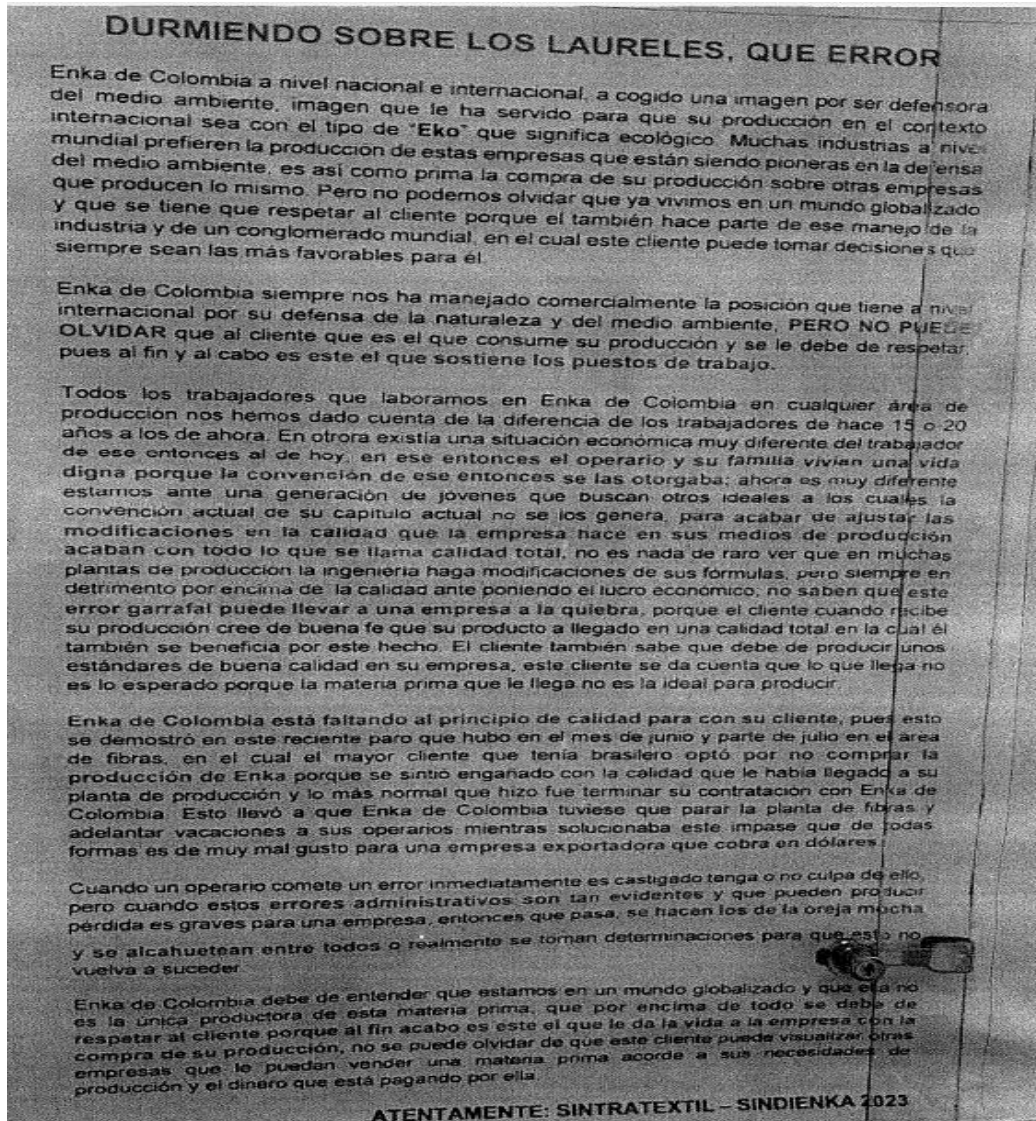 DURMIENDO SOBRE LOS LAURELES, QUE ERROR
Enka de Colombia a nivel nacional e internacional, a cogido una imagen por ser defensora
del medio ambiente, imagen que le ha servido para que su producción en el contexto
internacional sea con el tipo de "Eko" que significa ecológico. Muchas industrias a nivel
mundial prefieren la produccion de estas empresas que están siendo pioneras en la defensa
del medio ambiente, es así como prima la compra de su producción sobre otras empresas
que producen lo mismo. Pero no podemos olvidar que ya vivimos en un mundo globalizado
y que se tiene que respetar al cliente porque el también hace parte de ese manejo de la
industria y de un conglomerado mundial, en el cual este cliente puede tomar decisiones que
siempre sean las más favorables para él.
Enka de Colombia siempre nos ha manejado comercialmente la posición que tiene a nivel
internacional por su defensa de la naturaleza y del medio ambiente, PERO NO PUEDE
OLVIDAR que al cliente que es el que consume su producción y se le debe de respetar,
pues al fin y al cabo es este el que sostiene los puestos de trabajo.
Todos los trabajadores que laboramos en Enka de Colombia en cualquier área de
producción nos hemos dado cuenta de la diferencia de los trabajadores de hace 15 o 20
años a los de ahora. En otrora existía una situación económica muy diferente del trabajador
de ese entonces al de hoy, en ese entonces el operario y su familia vivían una vida
digna porque la convención de ese entonces se las otorgaba; ahora es muy diferente
estamos ante una generación de jóvenes que buscan otros ideales a los cuales la
convención actual de su capitulo actual no se los genera, para acabar de ajustar las
modificaciones en la calidad que la empresa hace en sus medios de producción
acaban con todo lo que se llama calidad total, no es nada de raro ver que en muchas
plantas de producción la ingeniería haga modificaciones de sus fórmulas, pero siempre en
detrimento por encima de la calidad ante poniendo el lucro económico, no saben que este
error garrafal puede llevar a una empresa a la quiebra, porque el cliente cuando recibe
su producción cree de buena fe que su producto a llegado en una calidad total en la cual él
también se beneficia por este hecho. El cliente también sabe que debe de producir unos
estándares de buena calidad en su empresa, este cliente se da cuenta que lo que llega no
es lo esperado porque la materia prima que le llega no es la ideal para producir.
Enka de Colombia está faltando al principio de calidad para con su cliente, pues esto
se demostró en este reciente paro que hubo en el mes de junio y parte de julio en el área
de fibras, en el cual el mayor cliente que tenía brasilero optó por no comprar la
producción de Enka porque se sintió engañado con la calidad que le había llegado a su
planta de producción y lo más normal que hizo fue terminar su contratación con Enka de
Colombia. Esto llevó a que Enka de Colombia tuviese que parar la planta de fibras y
adelantar vacaciones a sus operarios mientras solucionaba este impase que de todas
formas es de muy mal gusto para una empresa exportadora que cobra en dólares.
Cuando un operario comete un error inmediatamente es castigado tenga o no culpa de ello,
pero cuando estos errores administrativos son tan evidentes y que pueden producir
pérdida es graves para una empresa, entonces que pasa, se hacen los de la oreja mocha
y se alcahuetean entre todos o realmente se toman determinaciones para que esto no
vuelva a suceder.
Enka de Colombia debe de entender que estamos en un mundo globalizado y que ella no
es la única productora de esta materia prima, que por encima de todo se debe de
respetar al cliente porque al fin acabo es este el que le da la vida a la empresa con la
compra de su producción, no se puede olvidar de que este cliente puede visualizar otras
empresas que le puedan vender una materia prima acorde a sus necesidades de
producción y el dinero que está pagando por ella.
ATENTAMENTE: SINTRATEXTIL – SINDIENKA 2023